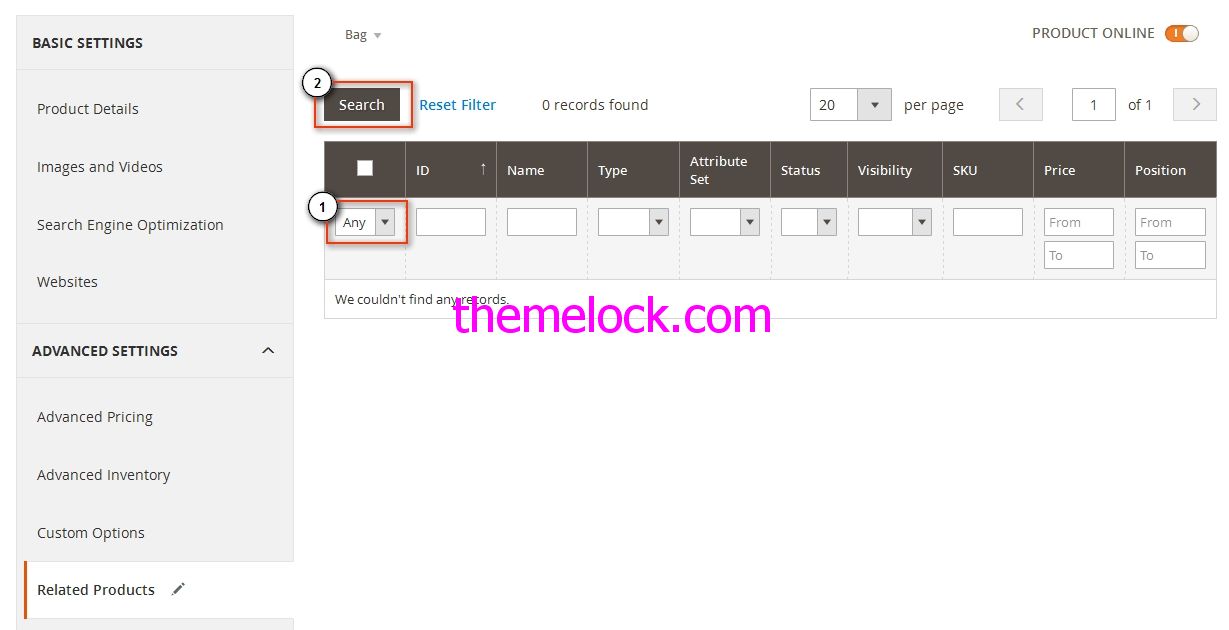 BASIC SETTINGS
Product Details
Images and Videos
Search Engine Optimization
Websites
ADVANCED SETTINGS
Advanced Pricing
Advanced Inventory
Custom Options
Related Products
Bag
PRODUCT ONLINE
2
Search Reset Filter 0 records found 20 per page 1 of 1
ID ↑ Name Type Attribute Set Status Visibility SKU Price Position
1
Any From From
To To
We couldn't find any records.
themelock.com